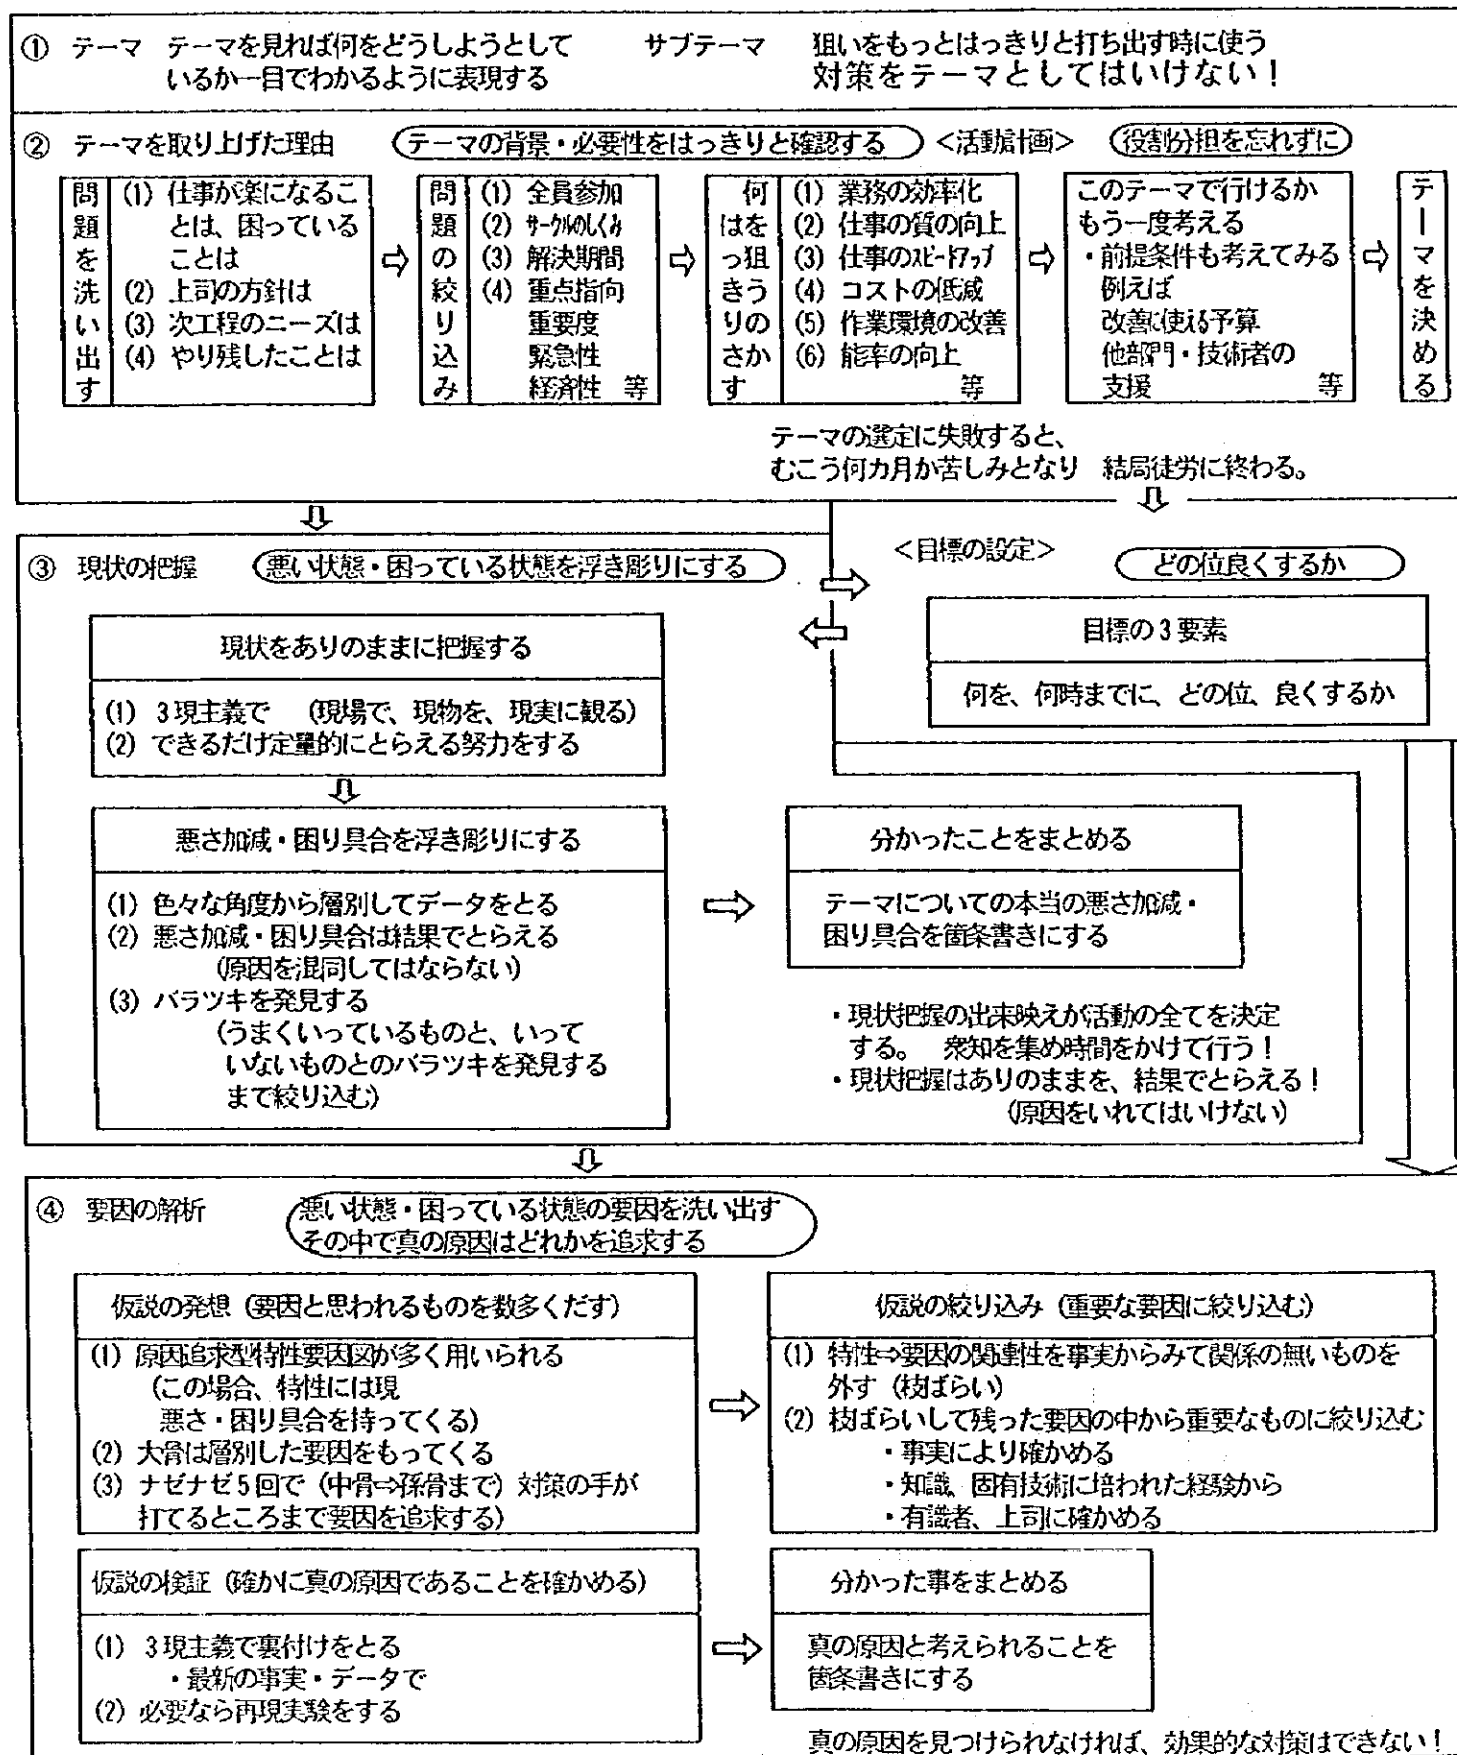 ① テーマ テーマを見れば何をどうしようとして
いるか一目でわかるように表現する
サブテーマ 狙いをもっとはっきりと打ち出す時に使う
対策をテーマとしてはいけない！
② テーマを取り上げた理由 テーマの背景・必要性をはっきりと確認する <活動計画> 役割分担を忘れずに
問題を洗い出す
(1) 仕事が楽になるこ
とは、困っている
ことは
(2) 上司の方針は
(3) 次工程のニーズは
(4) やり残したことは
問題の絞り込み
(1) 全員参加
(2) サークルのしくみ
(3) 解決期間
(4) 重点指向
重要度
緊急性
経済性 等
何を狙うのか
はっきりさす
(1) 業務の効率化
(2) 仕事の質の向上
(3) 仕事のスピードアップ
(4) コストの低減
(5) 作業環境の改善
(6) 能率の向上
等
このテーマで行けるか
もう一度考える
・前提条件も考えてみる
例えば
改善に使える予算
他部門・技術者の
支援 等
テーマを決める
テーマの選定に失敗すると、
むこう何カ月か苦しみとなり 結局徒労に終わる。
③ 現状の把握 悪い状態・困っている状態を浮き彫りにする
現状をありのままに把握する
(1) 3現主義で (現場で、現物を、現実に観る)
(2) できるだけ定量的にとらえる努力をする
<目標の設定> どの位良くするか
目標の3要素
何を、何時までに、どの位、良くするか
悪さ加減・困り具合を浮き彫りにする
(1) 色々な角度から層別してデータをとる
(2) 悪さ加減・困り具合は結果でとらえる
(原因を混同してはならない)
(3) バラツキを発見する
(うまくいっているものと、いって
いないものとのバラツキを発見する
まで絞り込む)
分かったことをまとめる
テーマについての本当の悪さ加減・
困り具合を箇条書きにする
・現状把握の出来映えが活動の全てを決定
する。 衆知を集め時間をかけて行う！
・現状把握はありのままを、結果でとらえる！
(原因をいれてはいけない)
④ 要因の解析 悪い状態・困っている状態の要因を洗い出す
その中で真の原因はどれかを追求する
仮説の発想 (要因と思われるものを数多くだす)
(1) 原因追求型特性要因図が多く用いられる
(この場合、特性には現
悪さ・困り具合を持ってくる)
(2) 大骨は層別した要因をもってくる
(3) ナゼナゼ5回で (中骨⇒孫骨まで) 対策の手が
打てるところまで要因を追求する)
仮説の絞り込み (重要な要因に絞り込む)
(1) 特性⇒要因の関連性を事実からみて関係の無いものを
外す (枝ばらい)
(2) 枝ばらいして残った要因の中から重要なものに絞り込む
・事実により確かめる
・知識、固有技術に培われた経験から
・有識者、上司に確かめる
仮説の検証 (確かに真の原因であることを確かめる)
(1) 3現主義で裏付けをとる
・最新の事実・データで
(2) 必要なら再現実験をする
分かった事をまとめる
真の原因と考えられることを
箇条書きにする
真の原因を見つけられなければ、効果的な対策はできない！